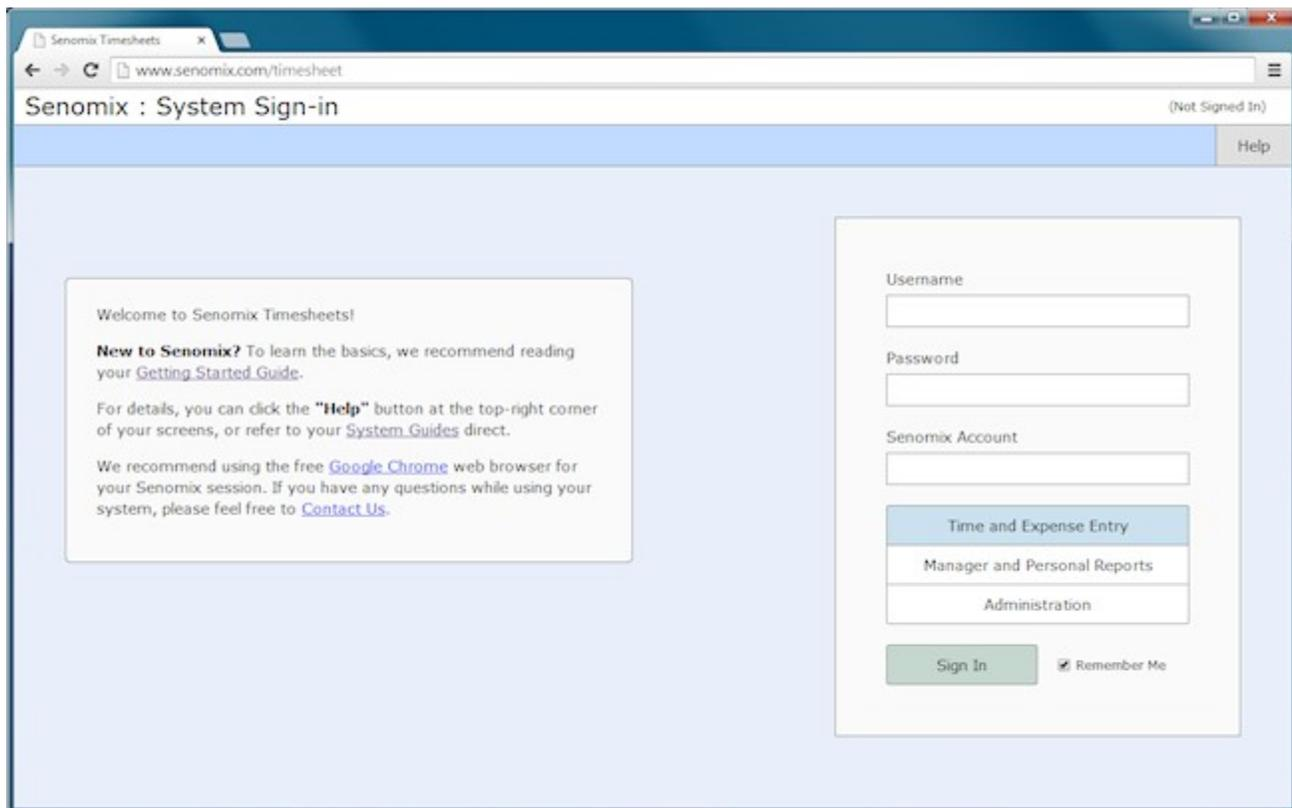 Senomix Timesheets
www.senomix.com/timesheet
Senomix : System Sign-in
(Not Signed In)
Help
Welcome to Senomix Timesheets!
New to Senomix? To learn the basics, we recommend reading
your Getting Started Guide.
For details, you can click the "Help" button at the top-right corner
of your screens, or refer to your System Guides direct.
We recommend using the free Google Chrome web browser for
your Senomix session. If you have any questions while using your
system, please feel free to Contact Us.
Username
Password
Senomix Account
Time and Expense Entry
Manager and Personal Reports
Administration
Sign In
Remember Me